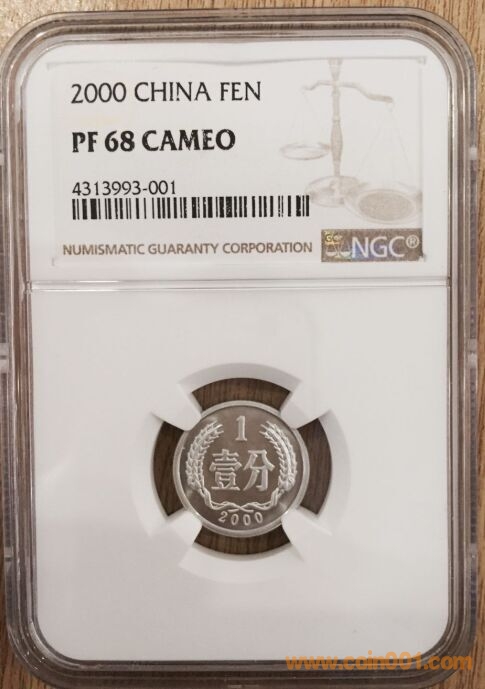 2000 CHINA FEN
PF 68 CAMEO
4313993-001
NUMISMATIC GUARANTY CORPORATION
NGC®
1
壹分
2000
www.coin001.com